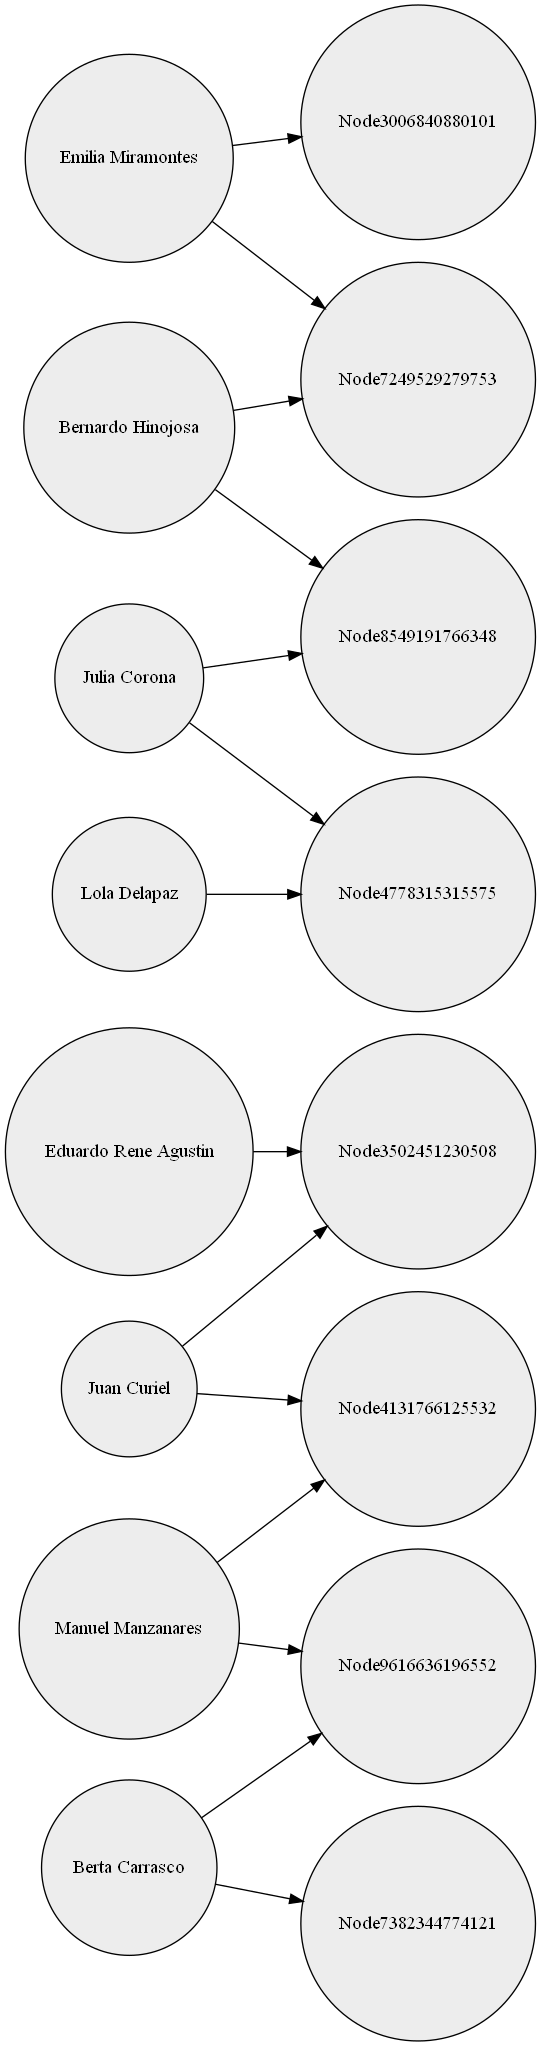 Node3006840880101
Emilia Miramontes
Node7249529279753
Bernardo Hinojosa
Node8549191766348
Julia Corona
Lola Delapaz
Node4778315315575
Eduardo Rene Agustin
Node3502451230508
Juan Curiel
Node4131766125532
Manuel Manzanares
Node9616636196552
Berta Carrasco
Node7382344774121